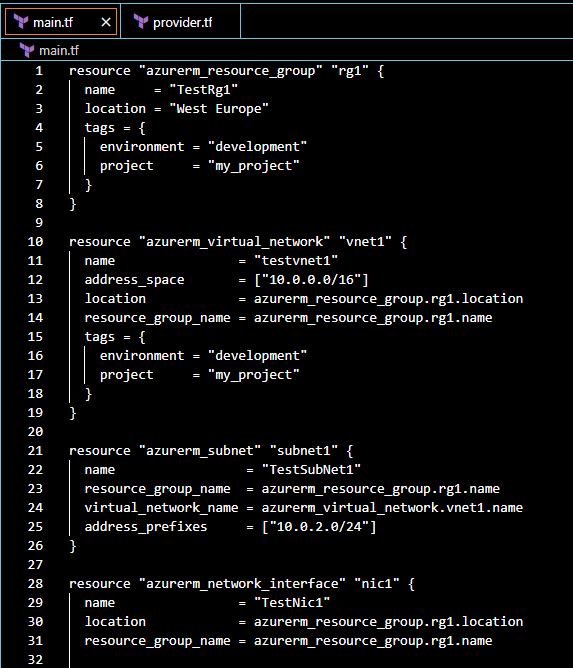 main.tf × provider.tf
main.tf
1 resource "azurerm_resource_group" "rg1" {
2   name     = "TestRg1"
3   location = "West Europe"
4   tags = {
5     environment = "development"
6     project     = "my_project"
7   }
8 }
9
10 resource "azurerm_virtual_network" "vnet1" {
11   name                = "testvnet1"
12   address_space       = ["10.0.0.0/16"]
13   location            = azurerm_resource_group.rg1.location
14   resource_group_name = azurerm_resource_group.rg1.name
15   tags = {
16     environment = "development"
17     project     = "my_project"
18   }
19 }
20
21 resource "azurerm_subnet" "subnet1" {
22   name                 = "TestSubNet1"
23   resource_group_name  = azurerm_resource_group.rg1.name
24   virtual_network_name = azurerm_virtual_network.vnet1.name
25   address_prefixes     = ["10.0.2.0/24"]
26 }
27
28 resource "azurerm_network_interface" "nic1" {
29   name                = "TestNic1"
30   location            = azurerm_resource_group.rg1.location
31   resource_group_name = azurerm_resource_group.rg1.name
32